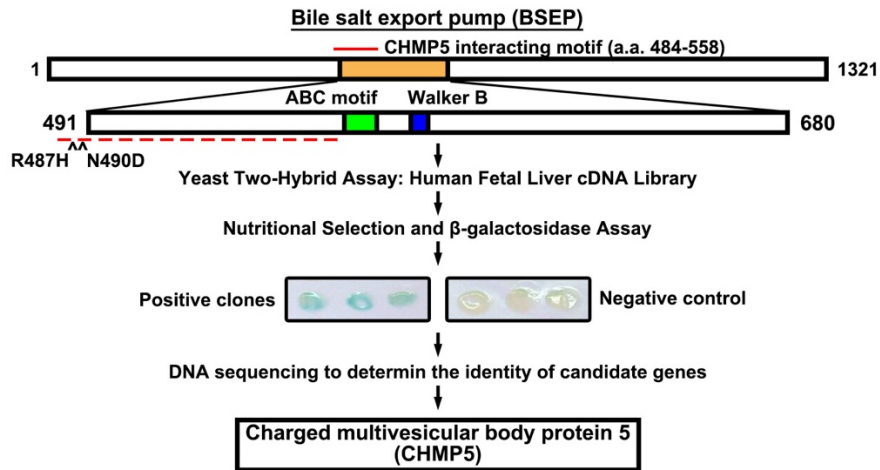 Bile salt export pump (BSEP)
CHMP5 interacting motif (a.a. 484-558)
1 1321
ABC motif Walker B
491 680
R487H ^^ N490D
Yeast Two-Hybrid Assay: Human Fetal Liver cDNA Library
Nutritional Selection and β-galactosidase Assay
Positive clones Negative control
DNA sequencing to determin the identity of candidate genes
Charged multivesicular body protein 5
(CHMP5)